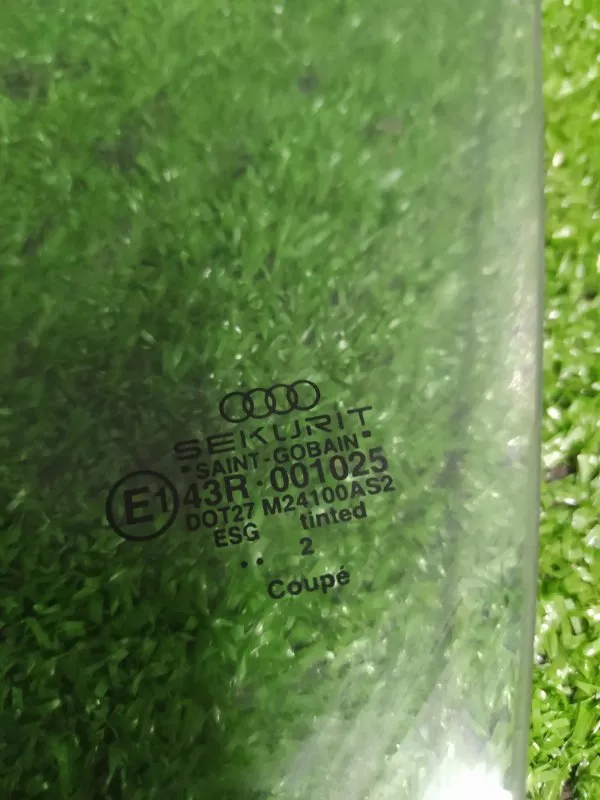 SEKURIT
SAINT-GOBAIN
E1 43R·001025
DOT27 M24100AS2
ESG tinted
.. 2
Coupé